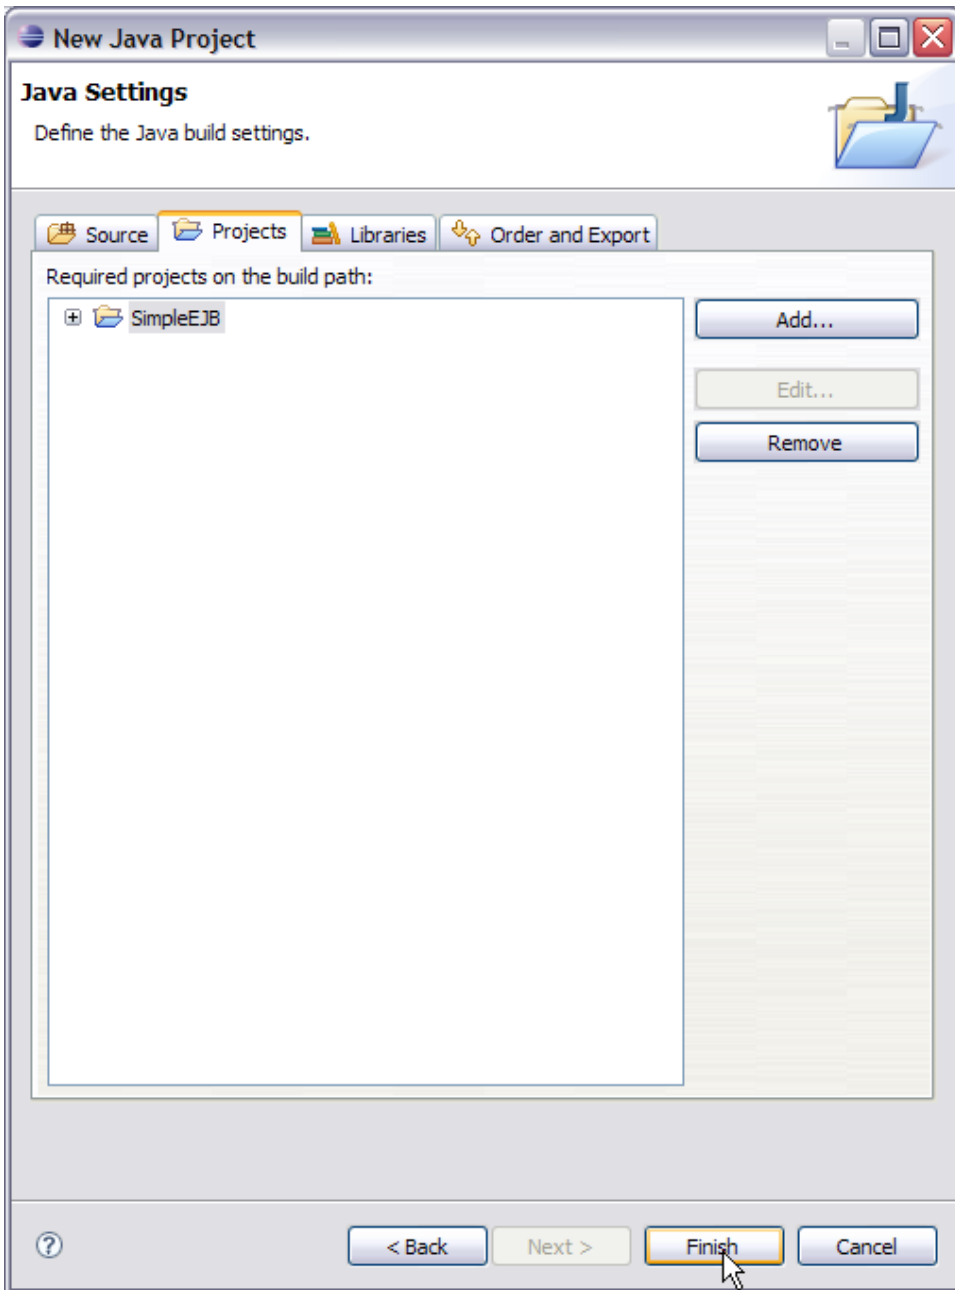 New Java Project
Java Settings
Define the Java build settings.
Source Projects Libraries Order and Export
Required projects on the build path:
SimpleEJB
Add...
Edit...
Remove
? < Back Next > Finish Cancel